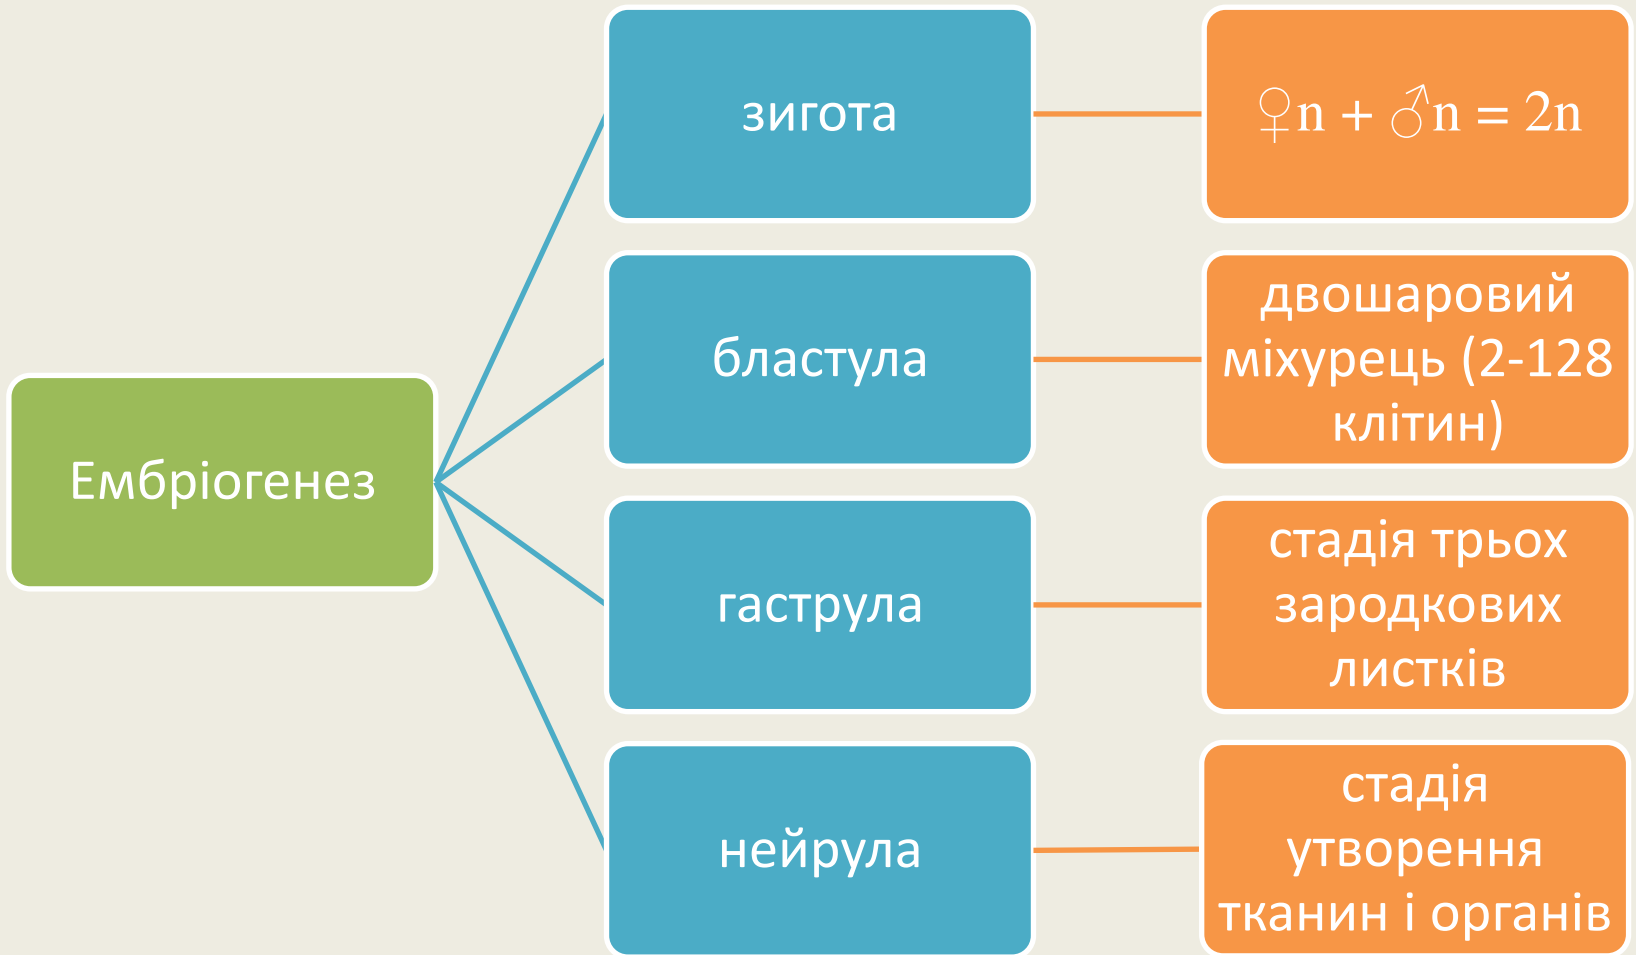 Ембріогенез
зигота
♀n + ♂n = 2n
бластула
двошаровий
міхурець (2-128
клітин)
гаструла
стадія трьох
зародкових
листків
нейрула
стадія
утворення
тканин і органів